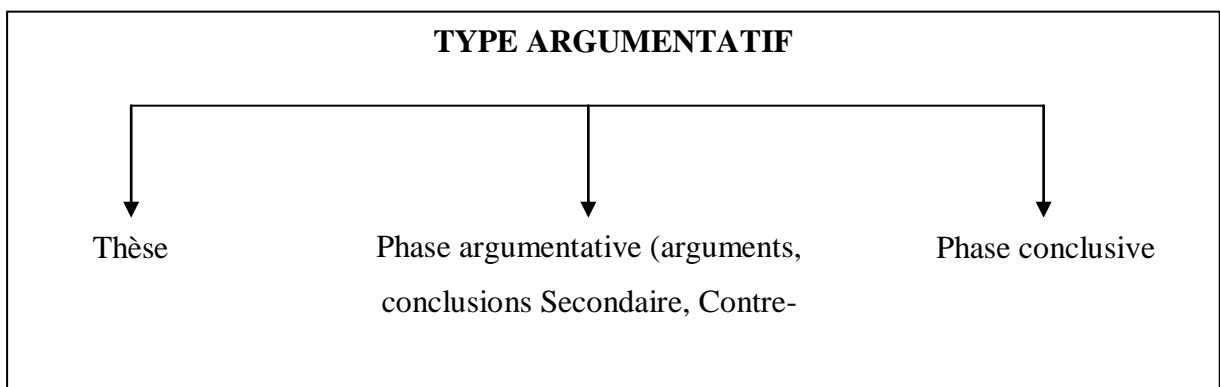 TYPE ARGUMENTATIF
Thèse
Phase argumentative (arguments,
conclusions Secondaire, Contre-
Phase conclusive